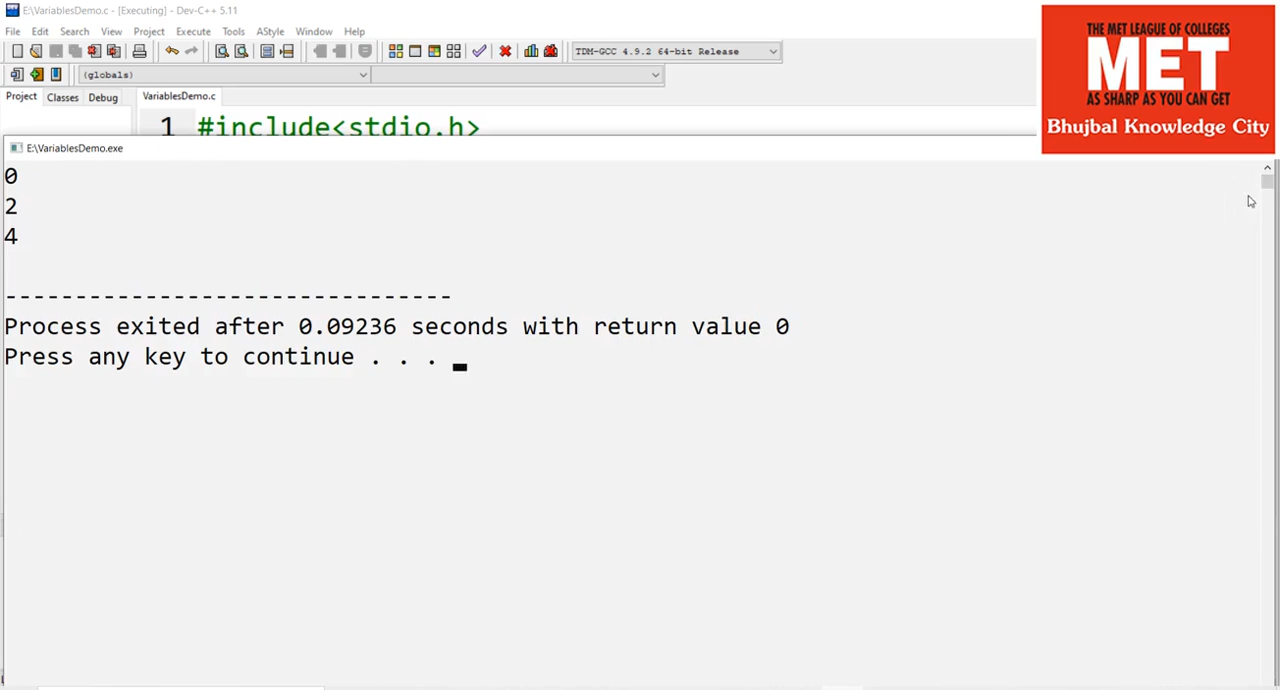 E:\VariablesDemo.c - [Executing] - Dev-C++ 5.11
File Edit Search View Project Execute Tools AStyle Window Help
TDM-GCC 4.9.2 64-bit Release
(globals)
Project Classes Debug VariablesDemo.c
1 #include<stdio.h>
THE MET LEAGUE OF COLLEGES
MET
AS SHARP AS YOU CAN GET
Bhujbal Knowledge City
E:\VariablesDemo.exe
0
2
4
--------------------------------
Process exited after 0.09236 seconds with return value 0
Press any key to continue . . .